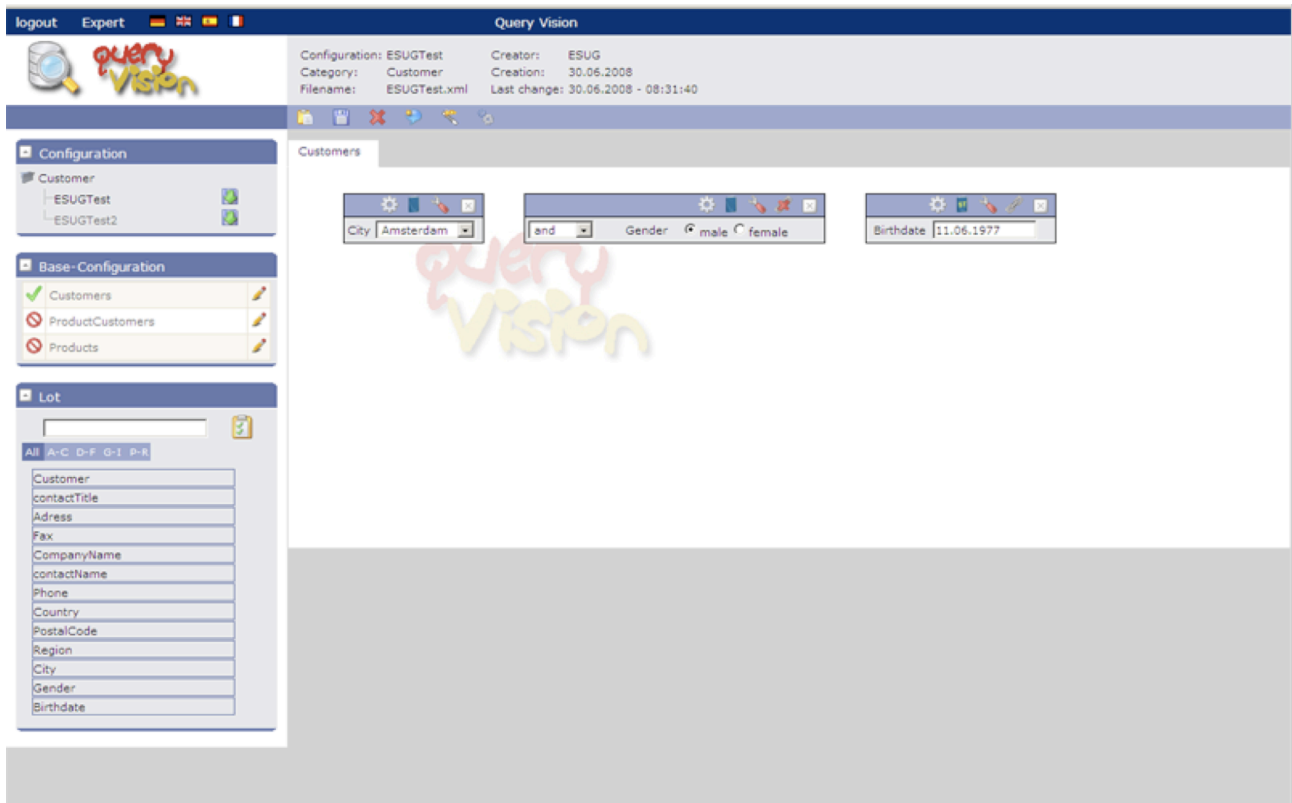 logout Expert Query Vision
query
Vision
Configuration: ESUGTest Creator: ESUG
Category: Customer Creation: 30.06.2008
Filename: ESUGTest.xml Last change: 30.06.2008 - 08:31:40
Configuration
Customer
ESUGTest
ESUGTest2
Base-Configuration
Customers
ProductCustomers
Products
Lot
All A-C D-F G-I P-R
Customer
contactTitle
Adress
Fax
CompanyName
contactName
Phone
Country
PostalCode
Region
City
Gender
Birthdate
Customers
City Amsterdam and Gender male female Birthdate 11.06.1977
query
Vision